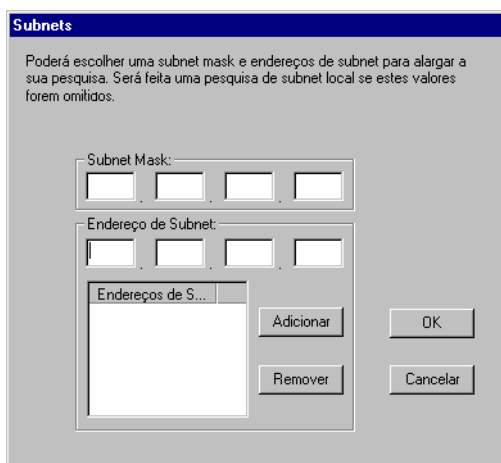 Subnets
Poderá escolher uma subnet mask e endereços de subnet para alargar a
sua pesquisa. Será feita uma pesquisa de subnet local se estes valores
forem omitidos.
Subnet Mask:
. . .
Endereço de Subnet:
. . .
Endereços de S...
Adicionar
OK
Remover
Cancelar